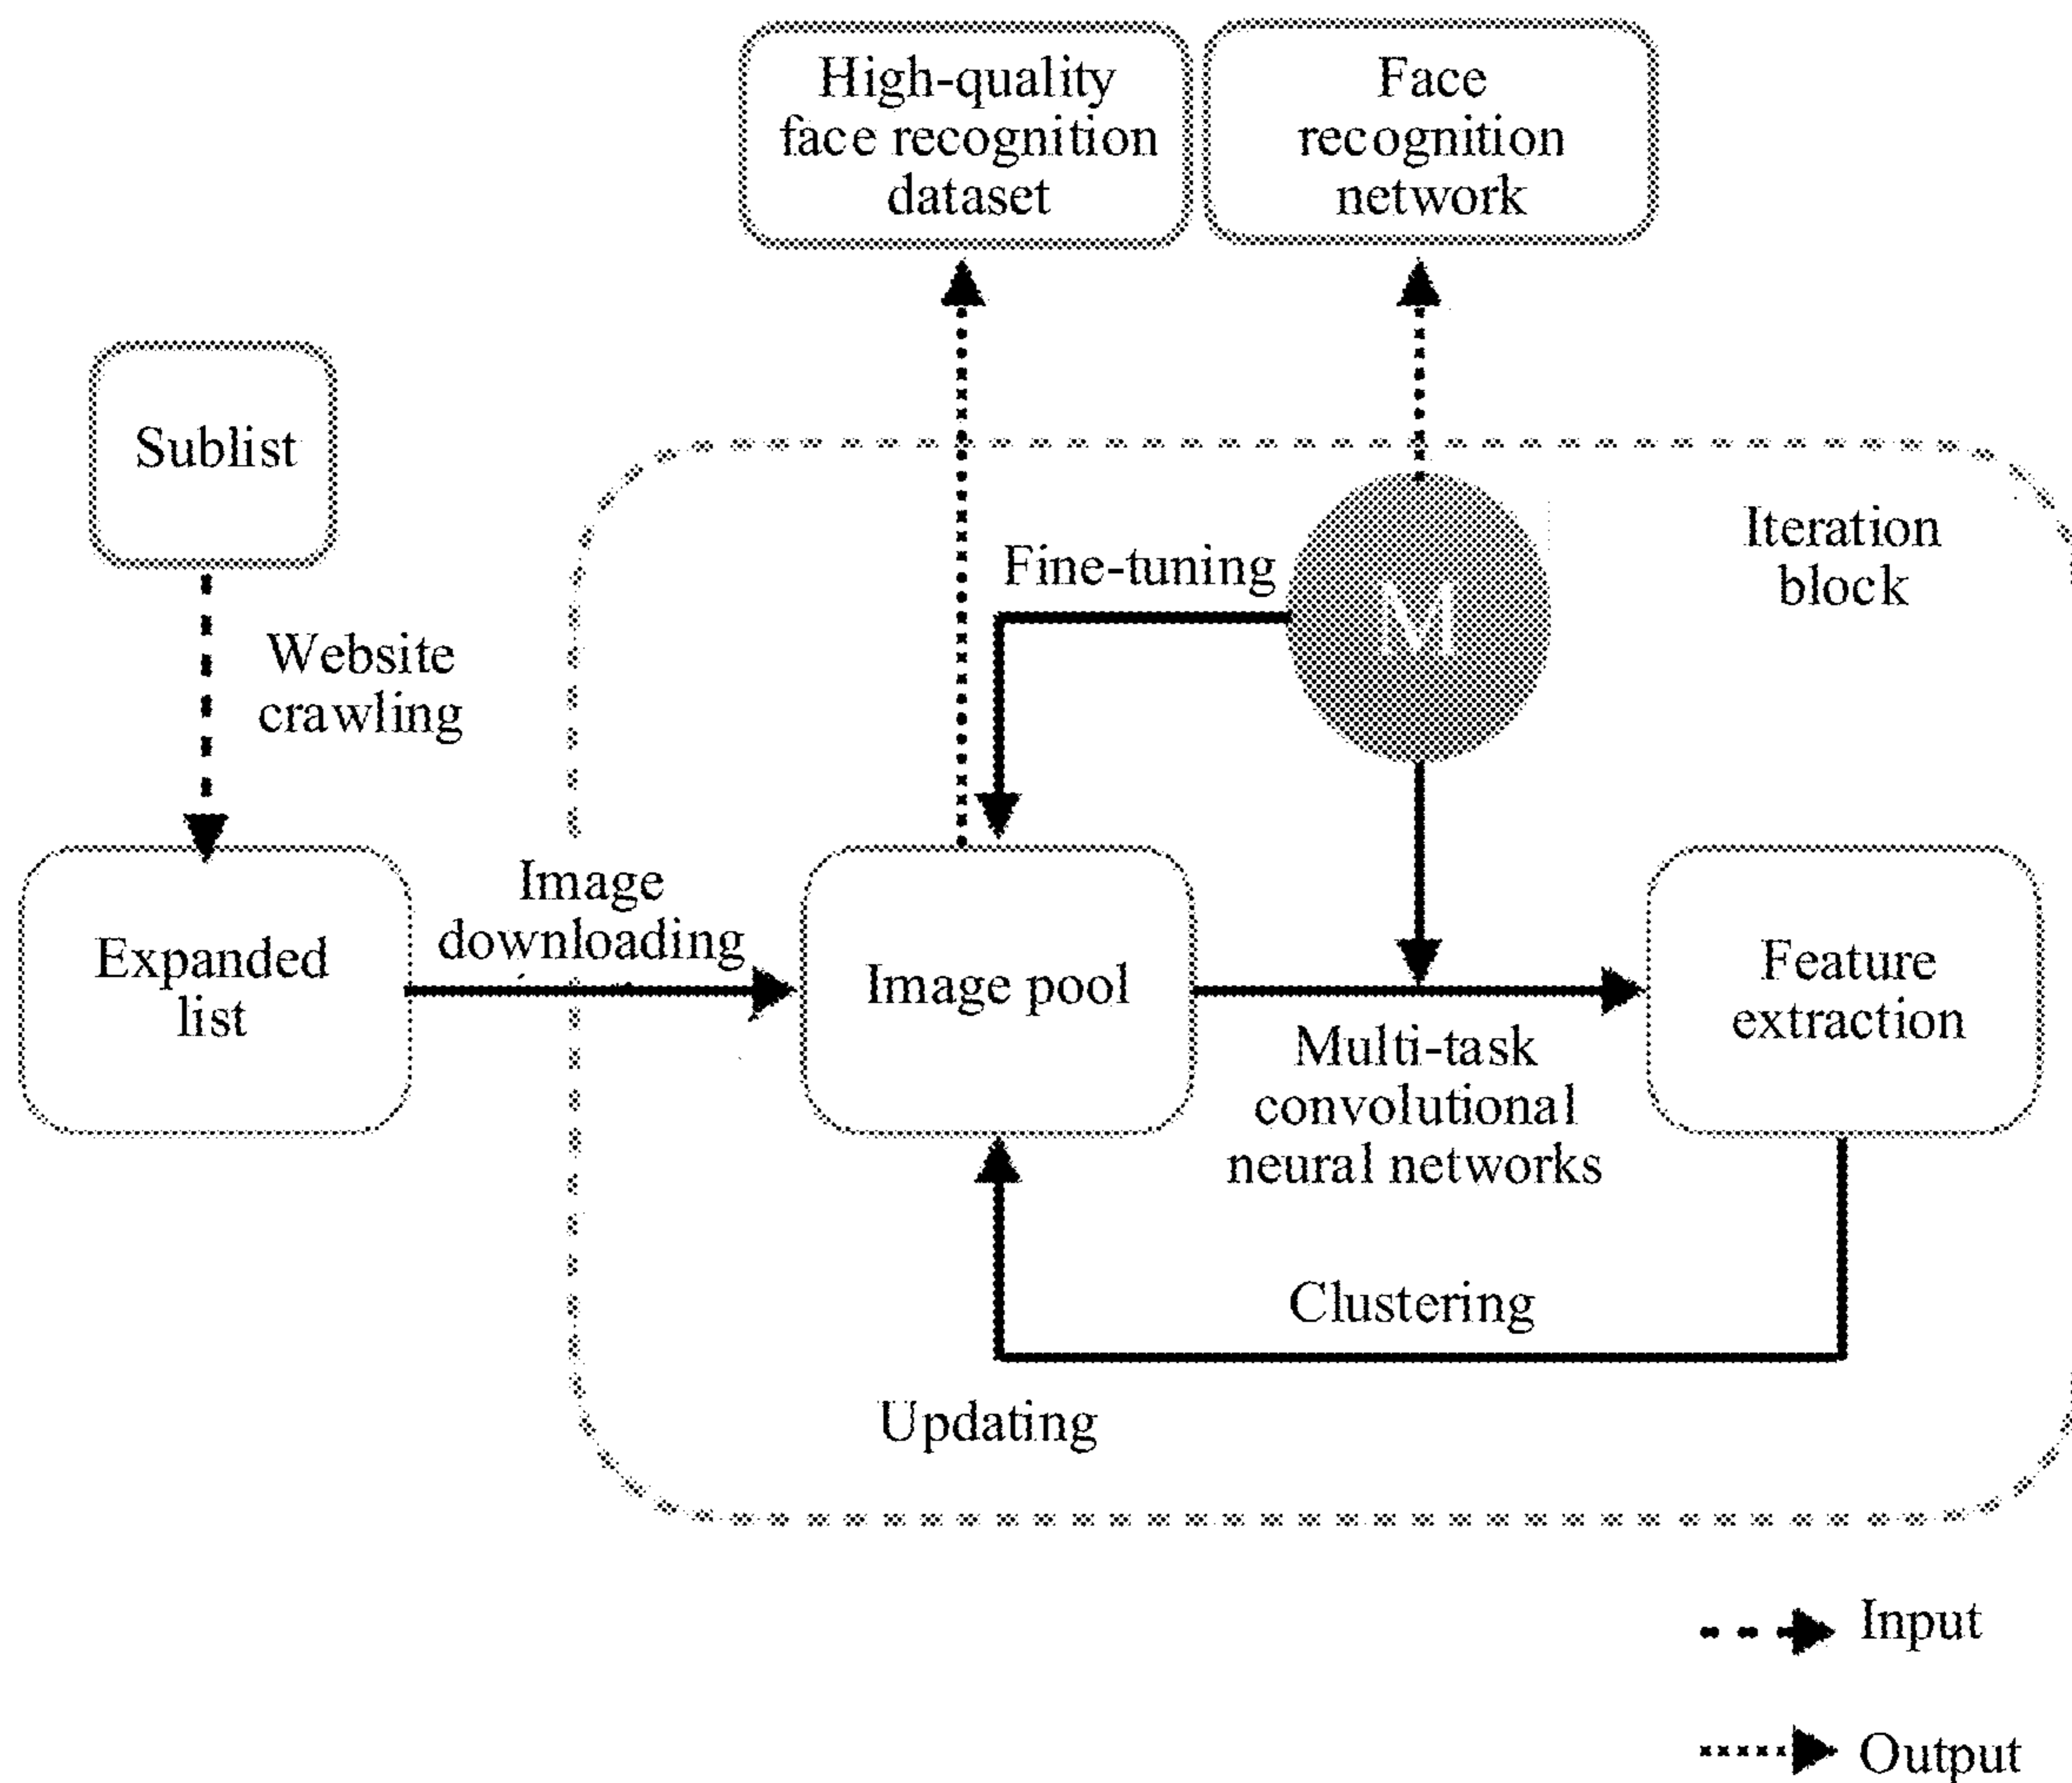 High-quality
face recognition
dataset
Face
recognition
network
Sublist
Iteration
block
Fine-tuning
M
Website
crawling
Image
downloading
Expanded
list
Image pool
Feature
extraction
Multi-task
convolutional
neural networks
Clustering
Updating
Input
Output